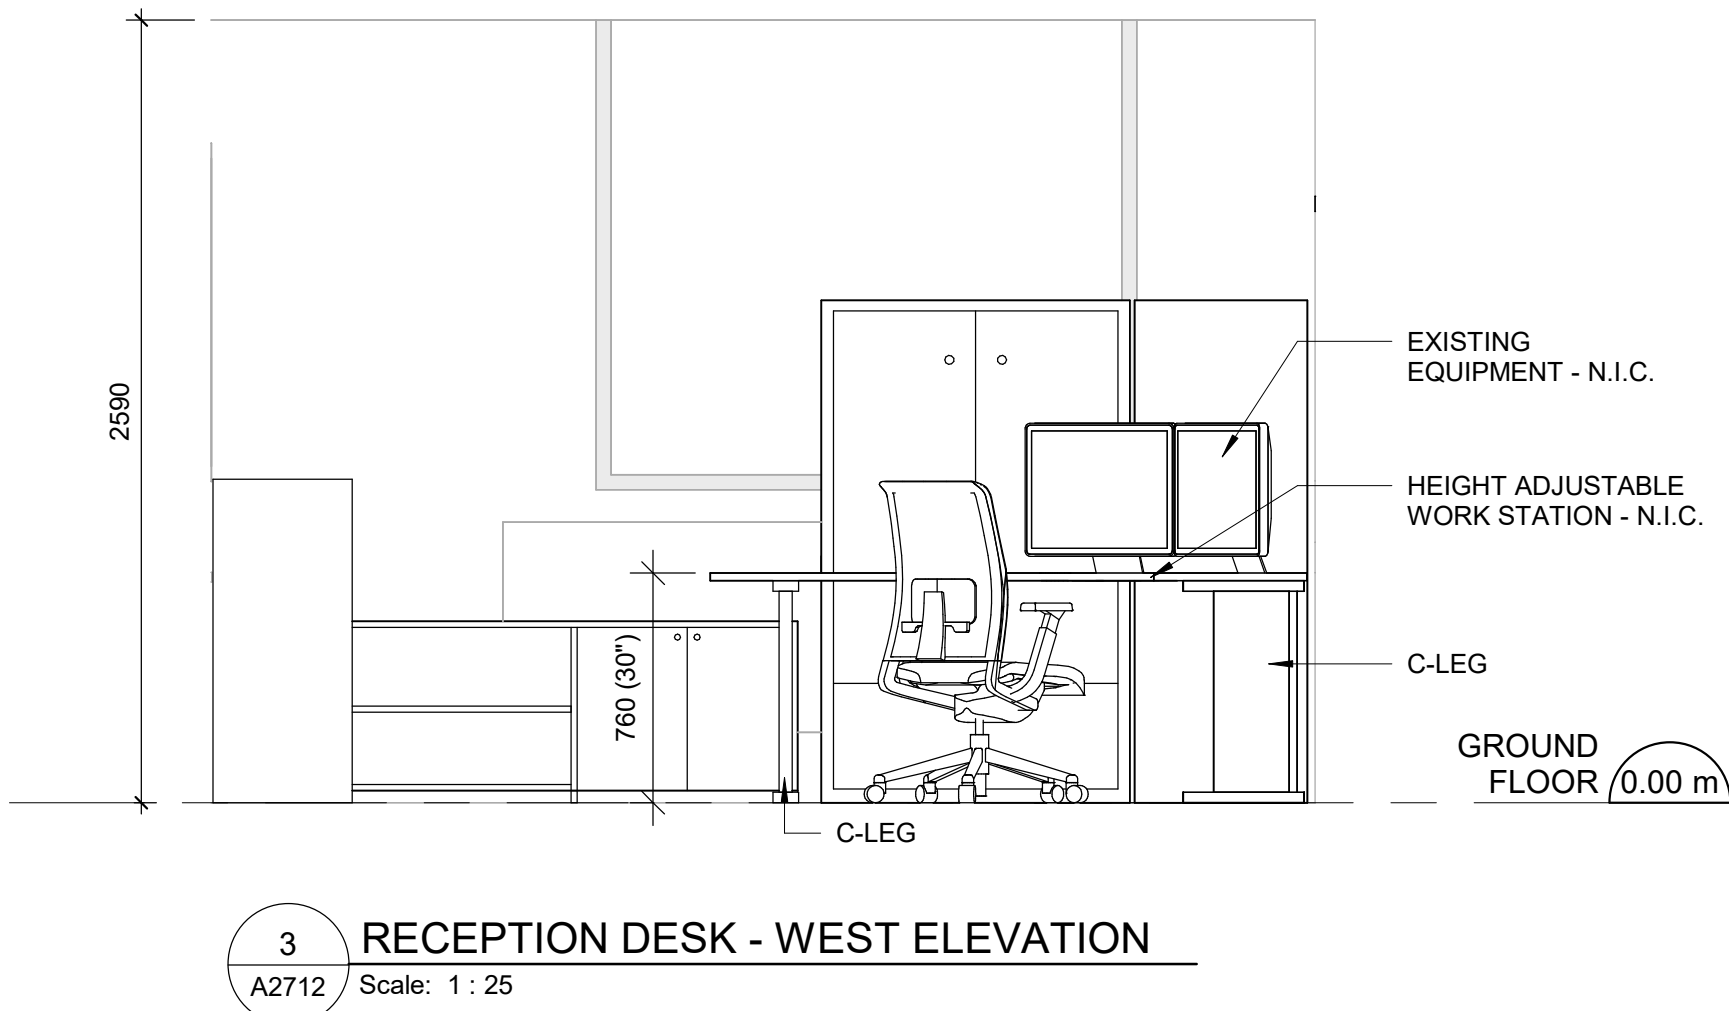 2590
EXISTING
EQUIPMENT - N.I.C.
HEIGHT ADJUSTABLE
WORK STATION - N.I.C.
760 (30")
C-LEG
GROUND
FLOOR
0.00 m
C-LEG
3
A2712
RECEPTION DESK - WEST ELEVATION
Scale: 1 : 25